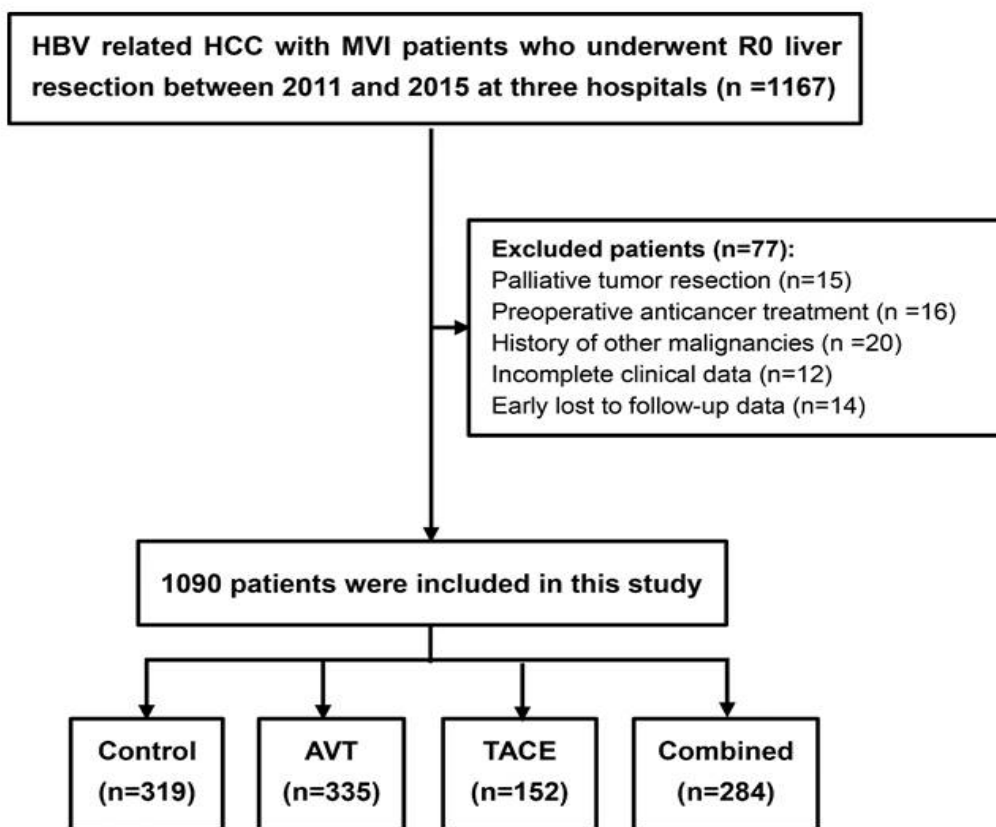 HBV related HCC with MVI patients who underwent R0 liver
resection between 2011 and 2015 at three hospitals (n =1167)
Excluded patients (n=77):
Palliative tumor resection (n=15)
Preoperative anticancer treatment (n =16)
History of other malignancies (n =20)
Incomplete clinical data (n=12)
Early lost to follow-up data (n=14)
1090 patients were included in this study
Control
(n=319)
AVT
(n=335)
TACE
(n=152)
Combined
(n=284)